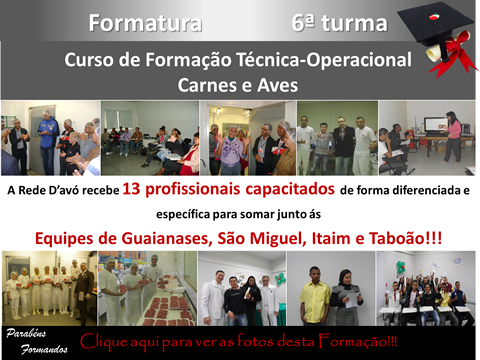 Formatura 6ª turma
Curso de Formação Técnica-Operacional
Carnes e Aves
A Rede D'avó recebe 13 profissionais capacitados de forma diferenciada e
específica para somar junto ás
Equipes de Guaianases, São Miguel, Itaim e Taboão!!!
Parabéns
Formandos
Clique aqui para ver as fotos desta Formação!!!